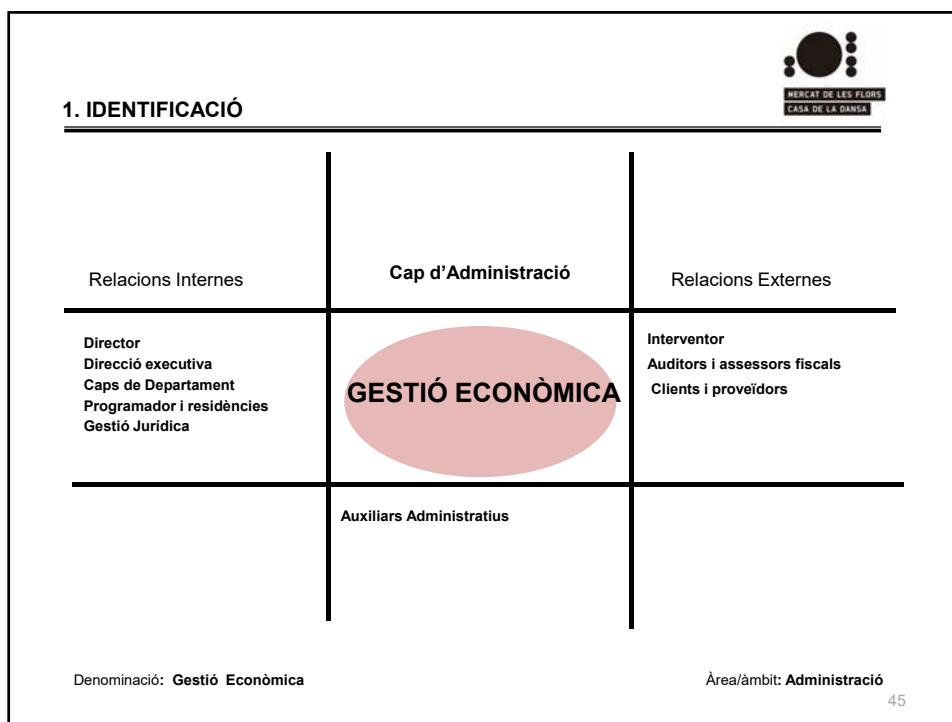 MERCAT DE LES FLORS
CASA DE LA DANSA
1. IDENTIFICACIÓ
Relacions Internes
Cap d’Administració
Relacions Externes
Director
Direcció executiva
Caps de Departament
Programador i residències
Gestió Jurídica
GESTIÓ ECONÒMICA
Interventor
Auditors i assessors fiscals
Clients i proveïdors
Auxiliars Administratius
Denominació: Gestió Econòmica
Àrea/àmbit: Administració
45